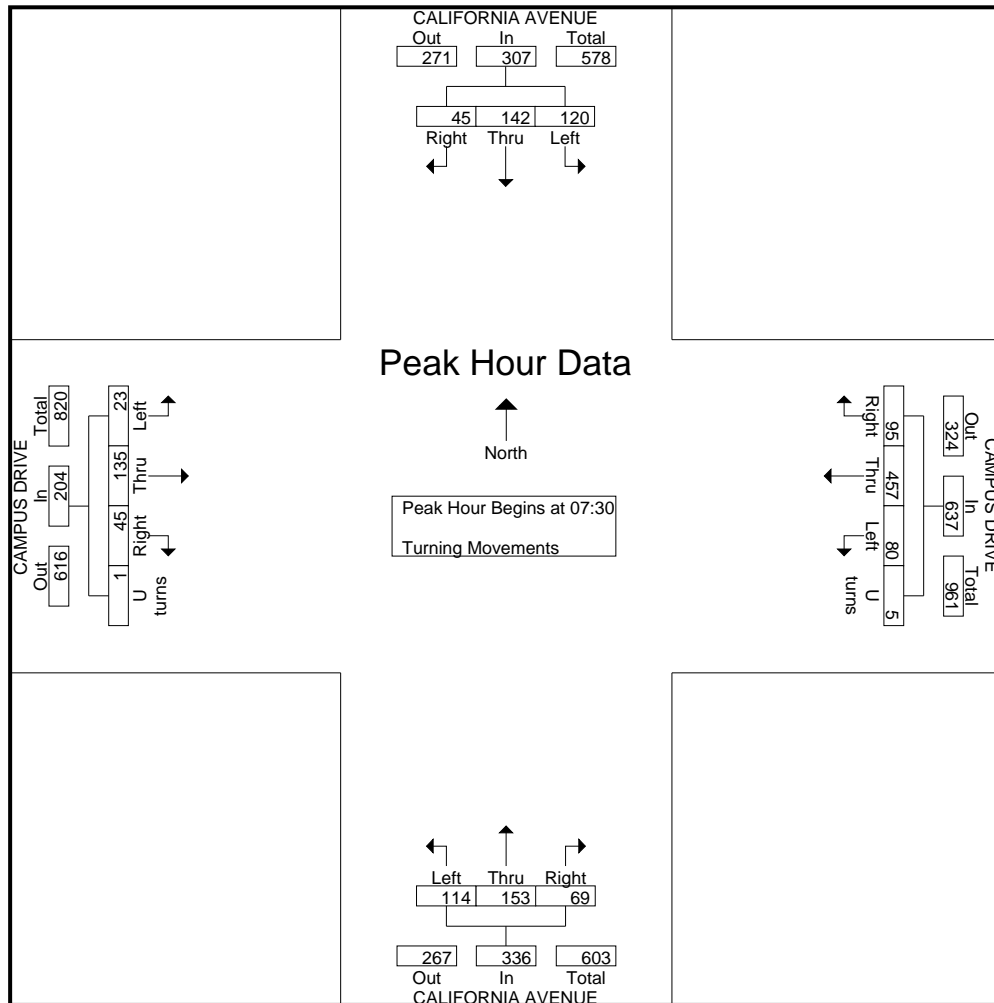 CALIFORNIA AVENUE
Out In Total
271 307 578
45 142 120
Right Thru Left
Peak Hour Data
North
Peak Hour Begins at 07:30
Turning Movements
CAMPUS DRIVE
Total In Out
820 204 616
23 135 45 1
Left Thru Right U turns
CAMPUS DRIVE
Out In Total
324 637 961
95 457 80 5
Right Thru Left U turns
Left Thru Right
114 153 69
267 336 603
Out In Total
CALIFORNIA AVENUE